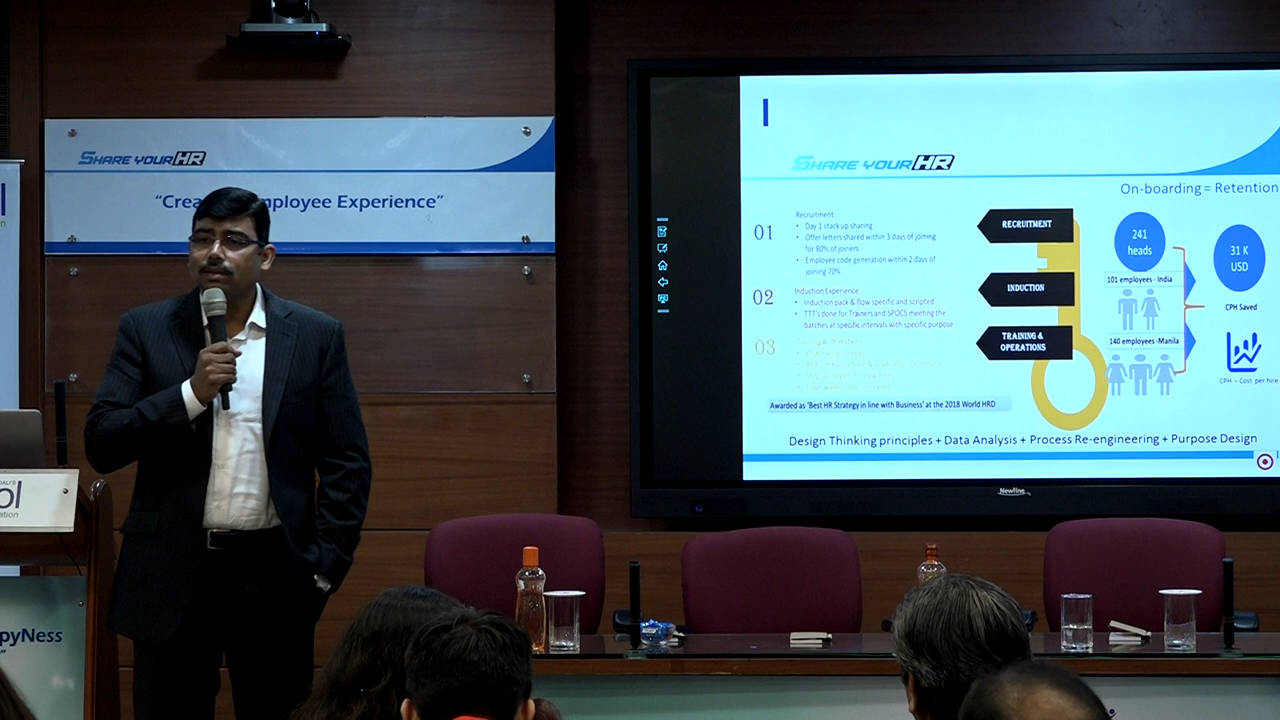 SHARE YOUR HR
"Crea mployee Experience"
ol
pyNess
SHARE YOUR HR
On-boarding = Retention
01
Recruitment:
• Day 1 stack up sharing
• Offer letters shared within 3 days of joining
for 80% of joiners
• Employee code generation within 2 days of
joining 70%
02
Induction Experience
• Induction pack & flow specific and scripted
• TTT's done for Trainers and SPOCS meeting the
batches at specific intervals with specific purpose
03
Training & Operations
RECRUITMENT
INDUCTION
TRAINING &
OPERATIONS
241
heads
101 employees - India
140 employees -Manila
31 K
USD
CPH Saved
CPH – Cost per hire
Awarded as 'Best HR Strategy in line with Business' at the 2018 World HRD
Design Thinking principles + Data Analysis + Process Re-engineering + Purpose Design
Newline